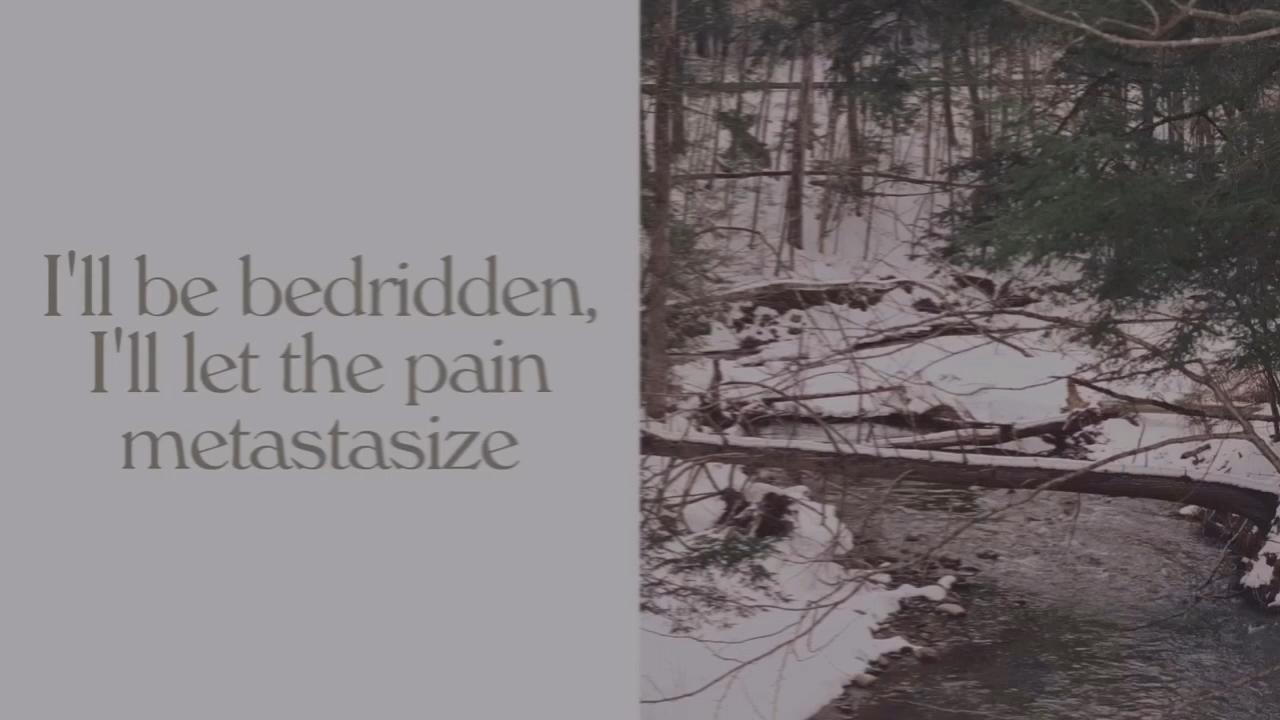 I'll be bedridden,
I'll let the pain
metastasize